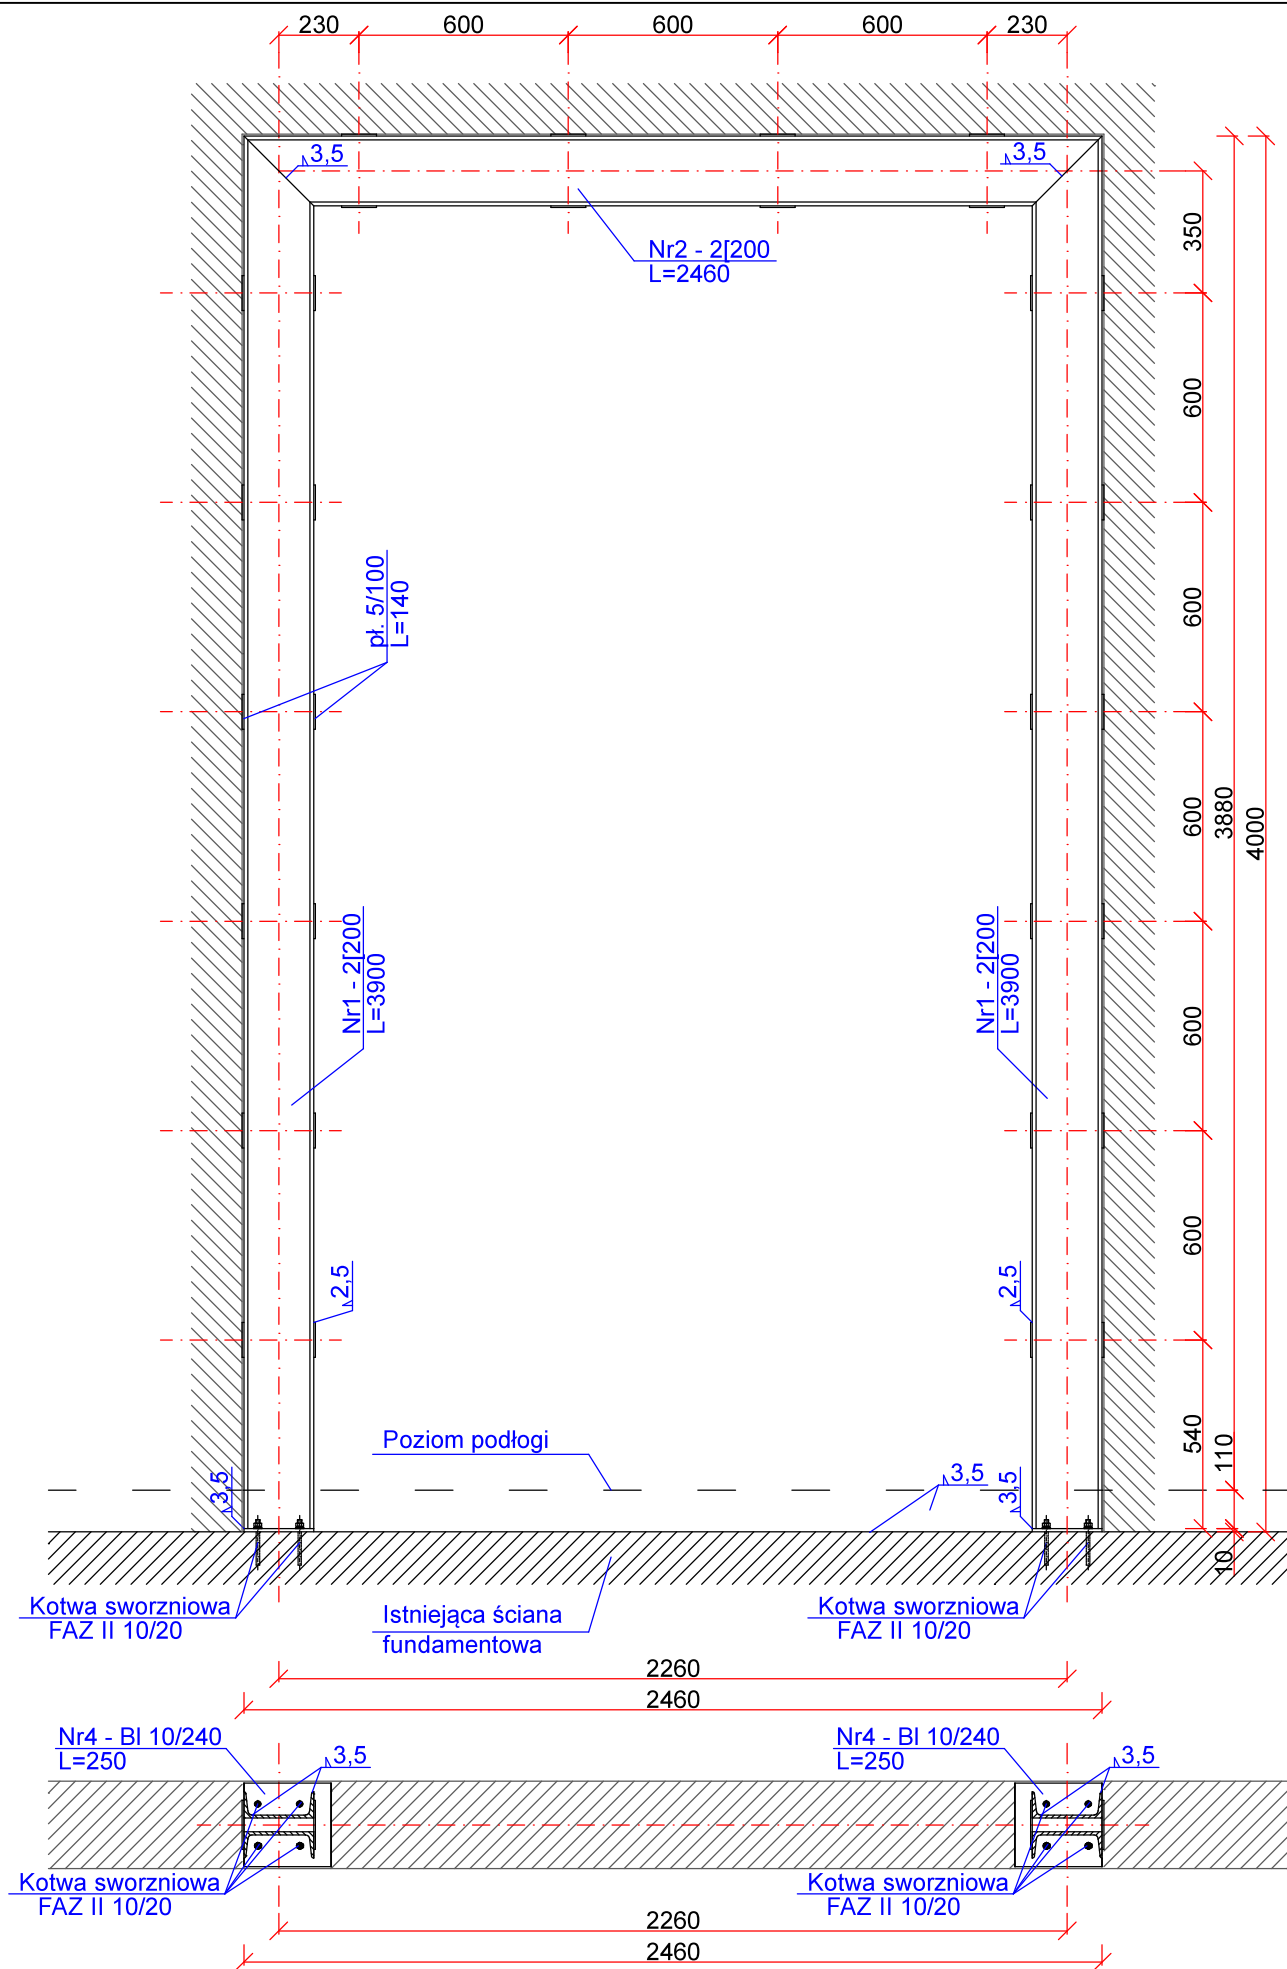 230 600 600 600 230
3,5
3,5
Nr2 - 2[200
L=2460
350
600
600
600
600
600
540
3880
110
10
4000
pł. 5/100
L=140
Nr1 - 2[200
L=3900
Nr1 - 2[200
L=3900
2,5
2,5
Poziom podłogi
3,5
3,5
3,5
Kotwa sworzniowa
FAZ II 10/20
Istniejąca ściana
fundamentowa
Kotwa sworzniowa
FAZ II 10/20
2260
2460
Nr4 - Bl 10/240
L=250
3,5
Nr4 - Bl 10/240
L=250
3,5
Kotwa sworzniowa
FAZ II 10/20
Kotwa sworzniowa
FAZ II 10/20
2260
2460